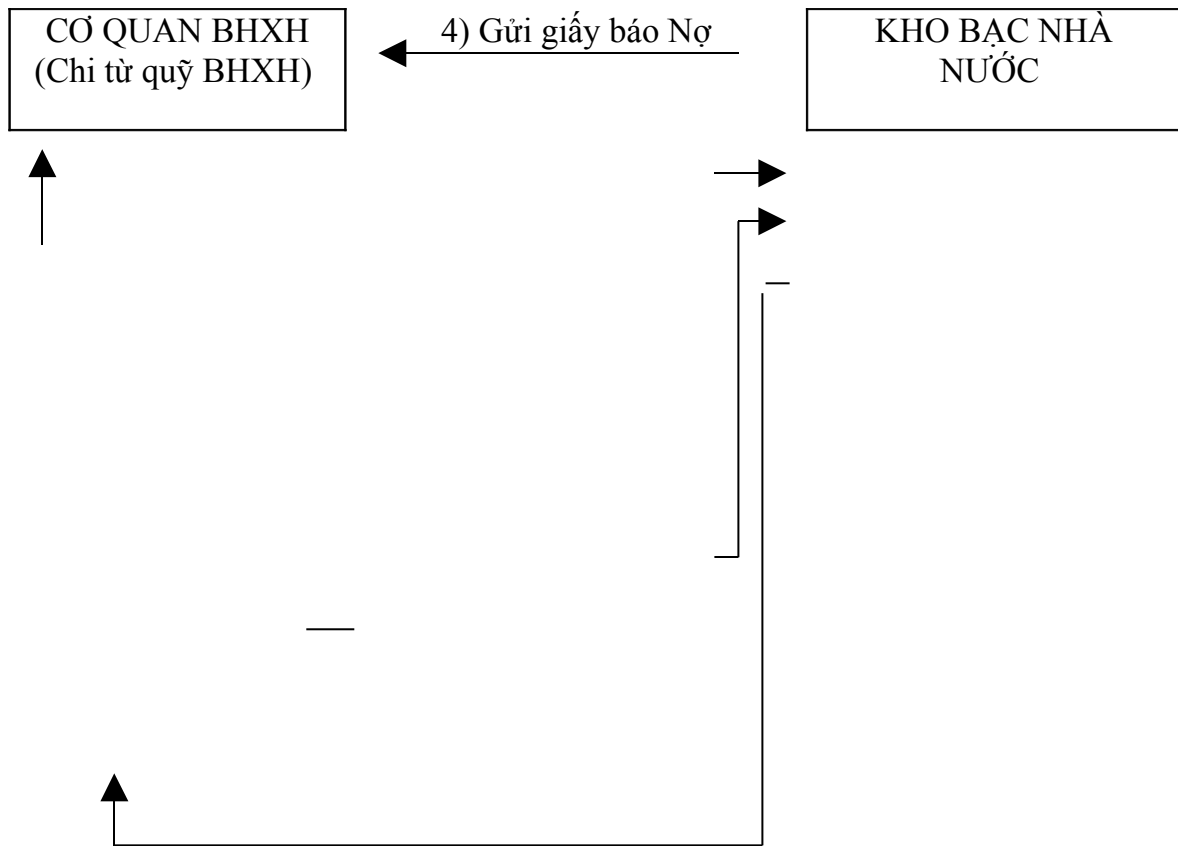 CƠ QUAN BHXH
(Chi từ quỹ BHXH)
4) Gửi giấy báo Nợ
KHO BẠC NHÀ
NƯỚC